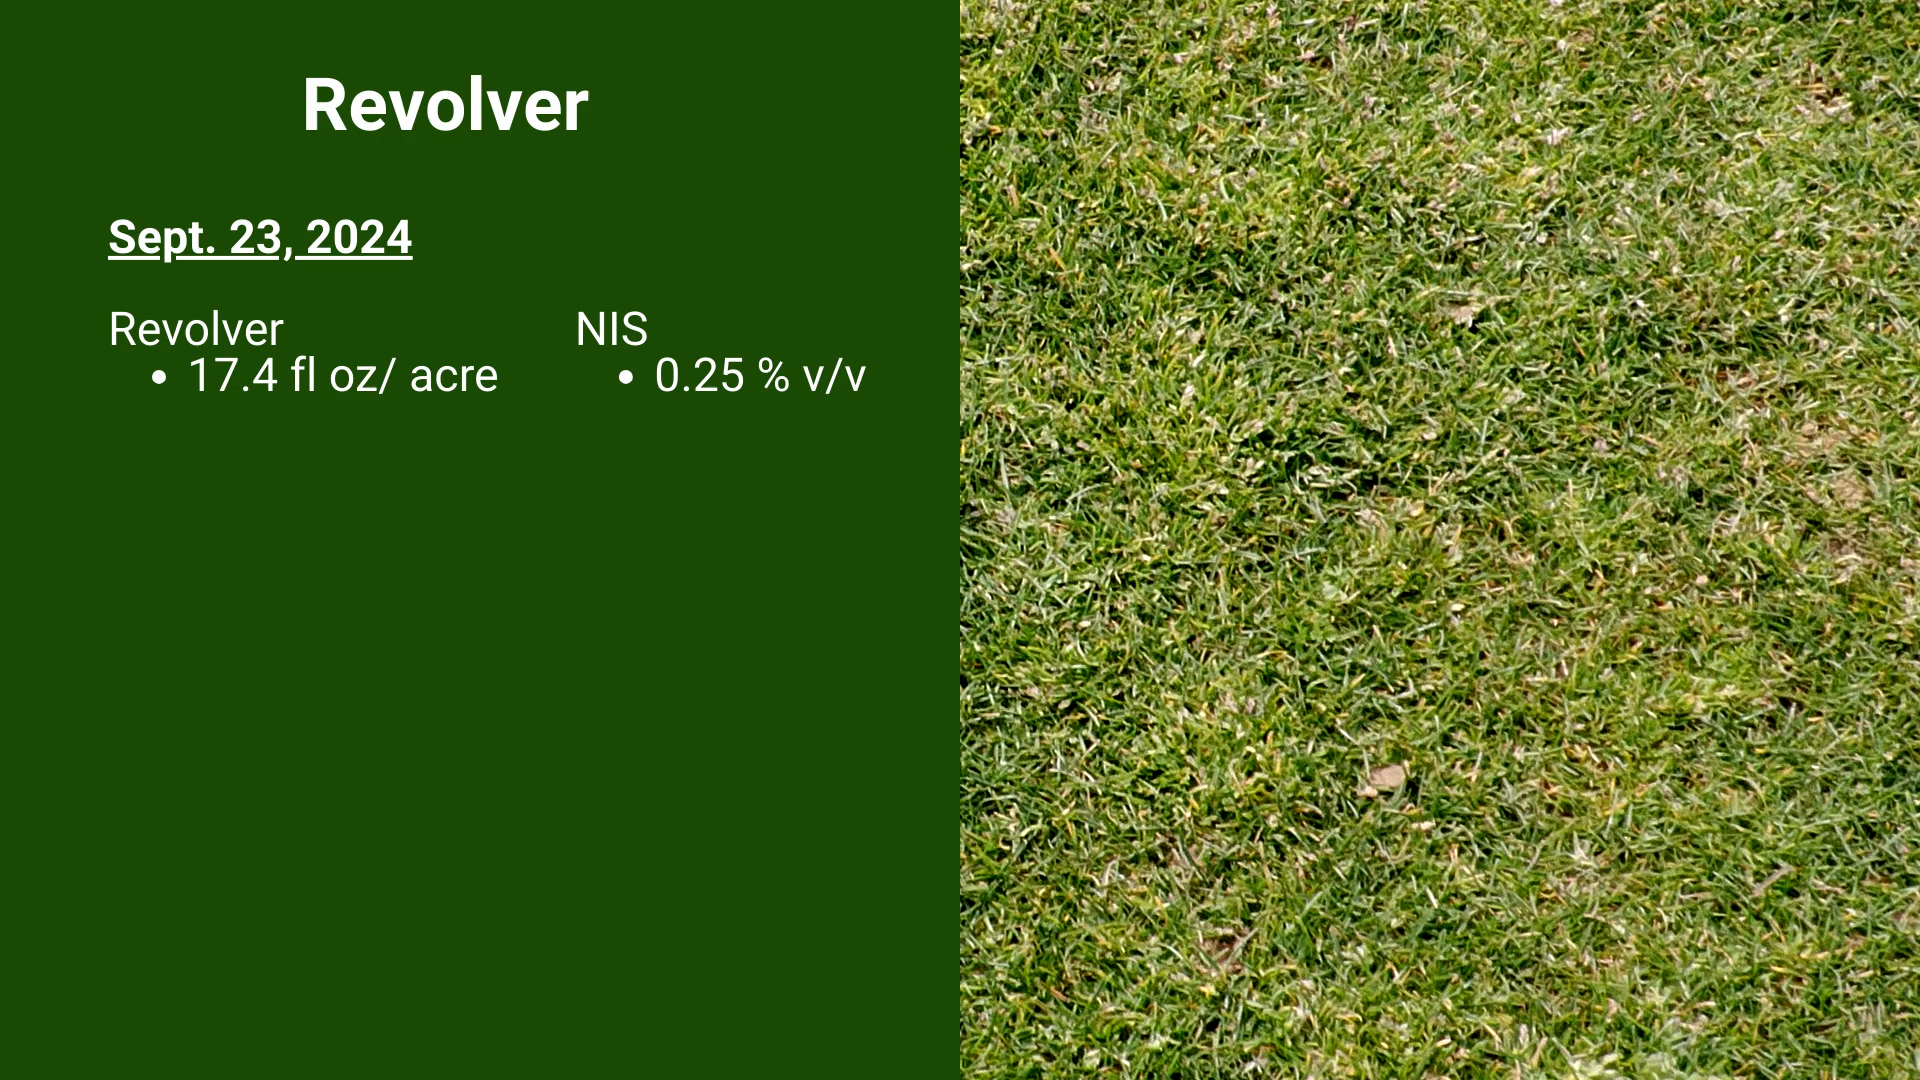 Revolver
Sept. 23, 2024
Revolver
• 17.4 fl oz/ acre
NIS
• 0.25 % v/v